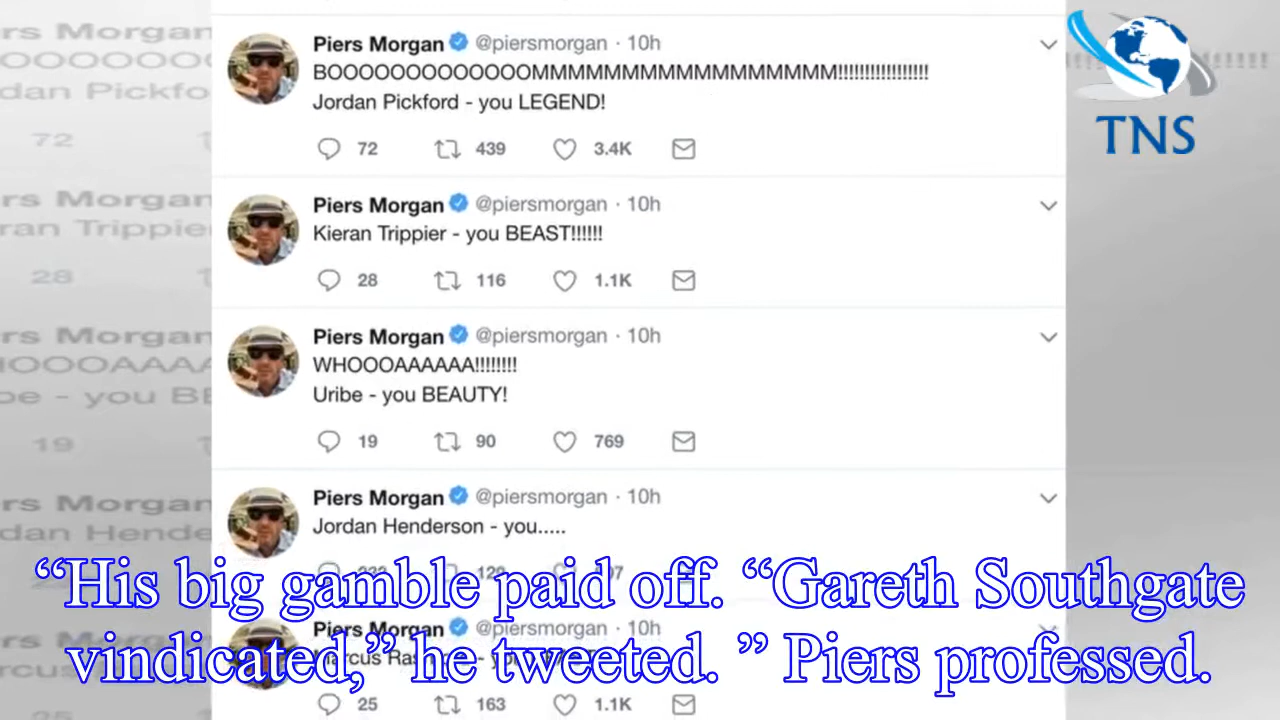 Piers Morgan @piersmorgan · 10h
BOOOOOOOOOOOOOMMMMMMMMMMMMMMMMM!!!!!!!!!!!!!!!!!!
Jordan Pickford - you LEGEND!
72 439 3.4K
TNS
Piers Morgan @piersmorgan · 10h
Kieran Trippier - you BEAST!!!!!!
28 116 1.1K
Piers Morgan @piersmorgan · 10h
WHOOOAAAAAA!!!!!!!!
Uribe - you BEAUTY!
19 90 769
Piers Morgan @piersmorgan · 10h
Jordan Henderson - you.....
“His big gamble paid off. “Gareth Southgate
Piers Morgan @piersmorgan · 10h
vindicated,” he tweeted. ” Piers professed.
25 163 1.1K